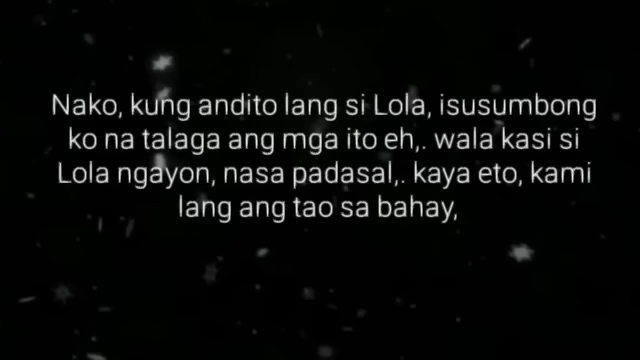 Nako, kung andito lang si Lola, isusumbong
ko na talaga ang mga ito eh,. wala kasi si
Lola ngayon, nasa padasal,. kaya eto, kami
lang ang tao sa bahay,